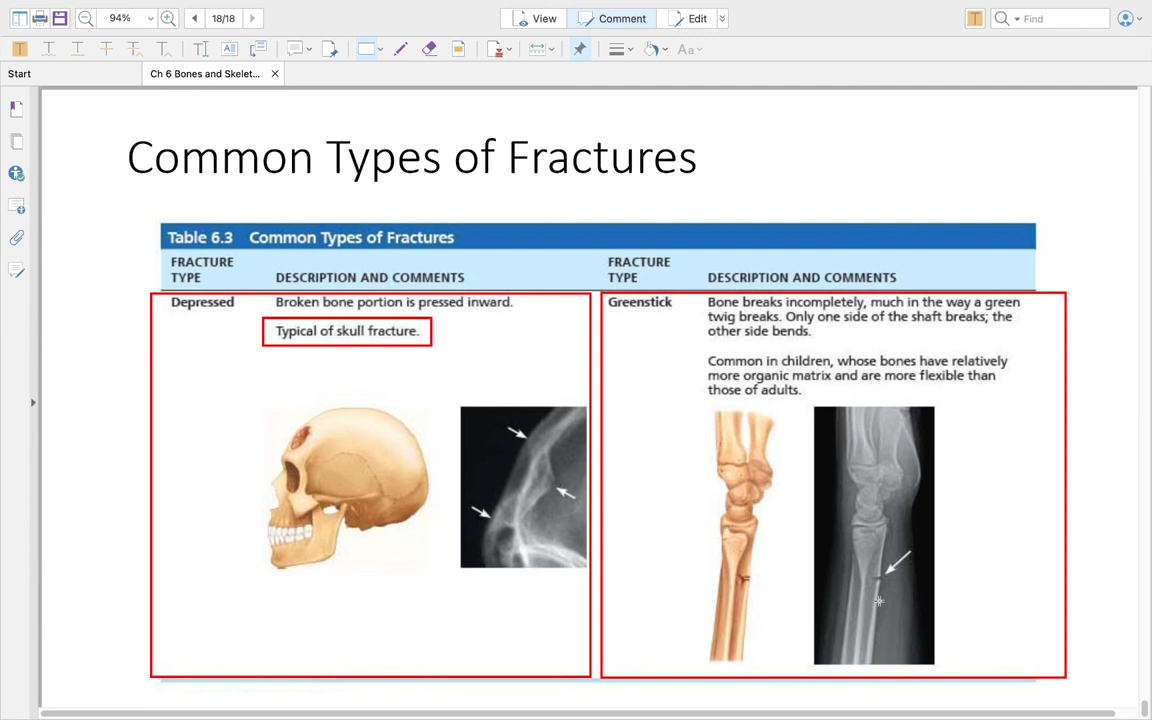 94%
18/18
View
Comment
Edit
T
Find
T T T T T T T A Aa
Start
Ch 6 Bones and Skelet...
Common Types of Fractures
Table 6.3 Common Types of Fractures
FRACTURE
TYPE
DESCRIPTION AND COMMENTS
FRACTURE
TYPE
DESCRIPTION AND COMMENTS
Depressed
Broken bone portion is pressed inward.
Typical of skull fracture.
Greenstick
Bone breaks incompletely, much in the way a green
twig breaks. Only one side of the shaft breaks; the
other side bends.
Common in children, whose bones have relatively
more organic matrix and are more flexible than
those of adults.